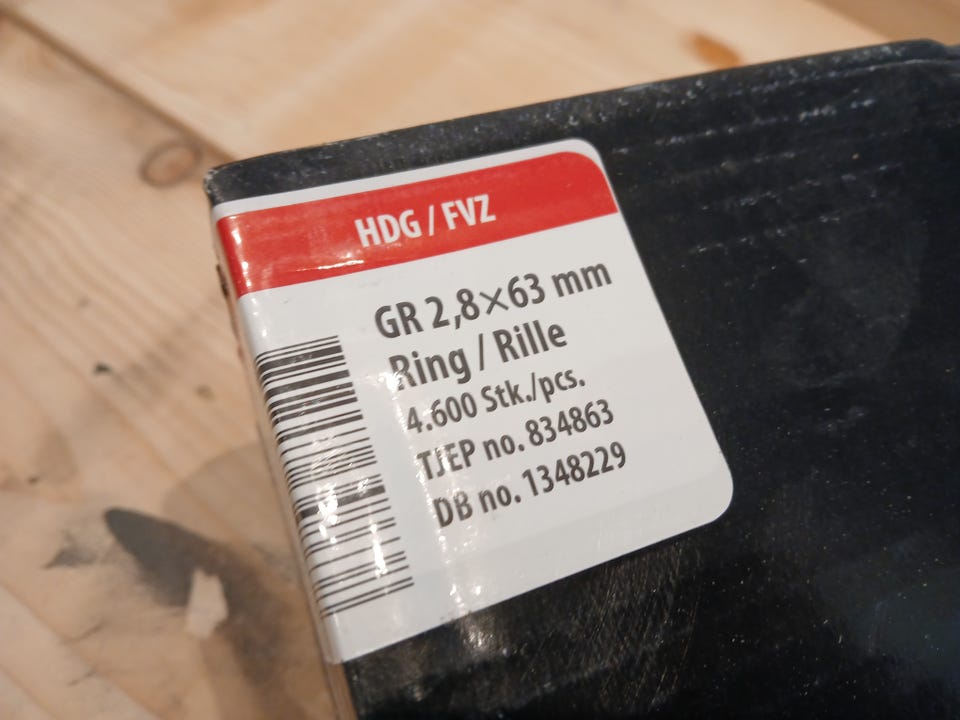 HDG / FVZ
GR 2,8×63 mm
Ring / Rille
4.600 Stk./pcs.
TJEP no. 834863
DB no. 1348229